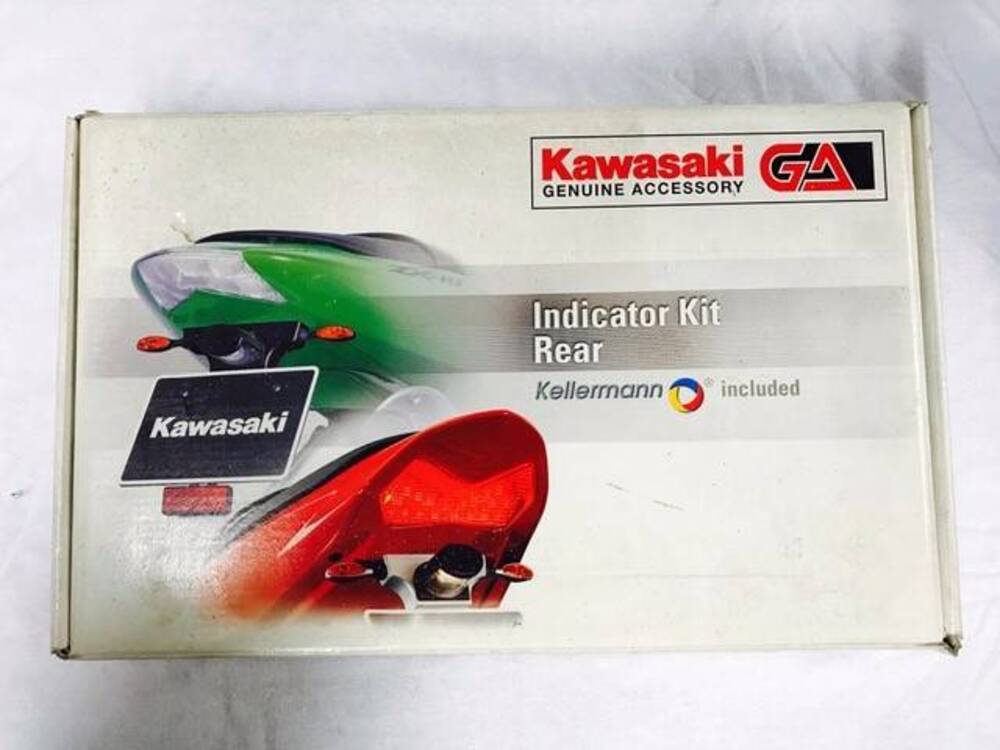 Kawasaki GA
GENUINE ACCESSORY
Indicator Kit
Rear
Kellermann ® included
Kawasaki